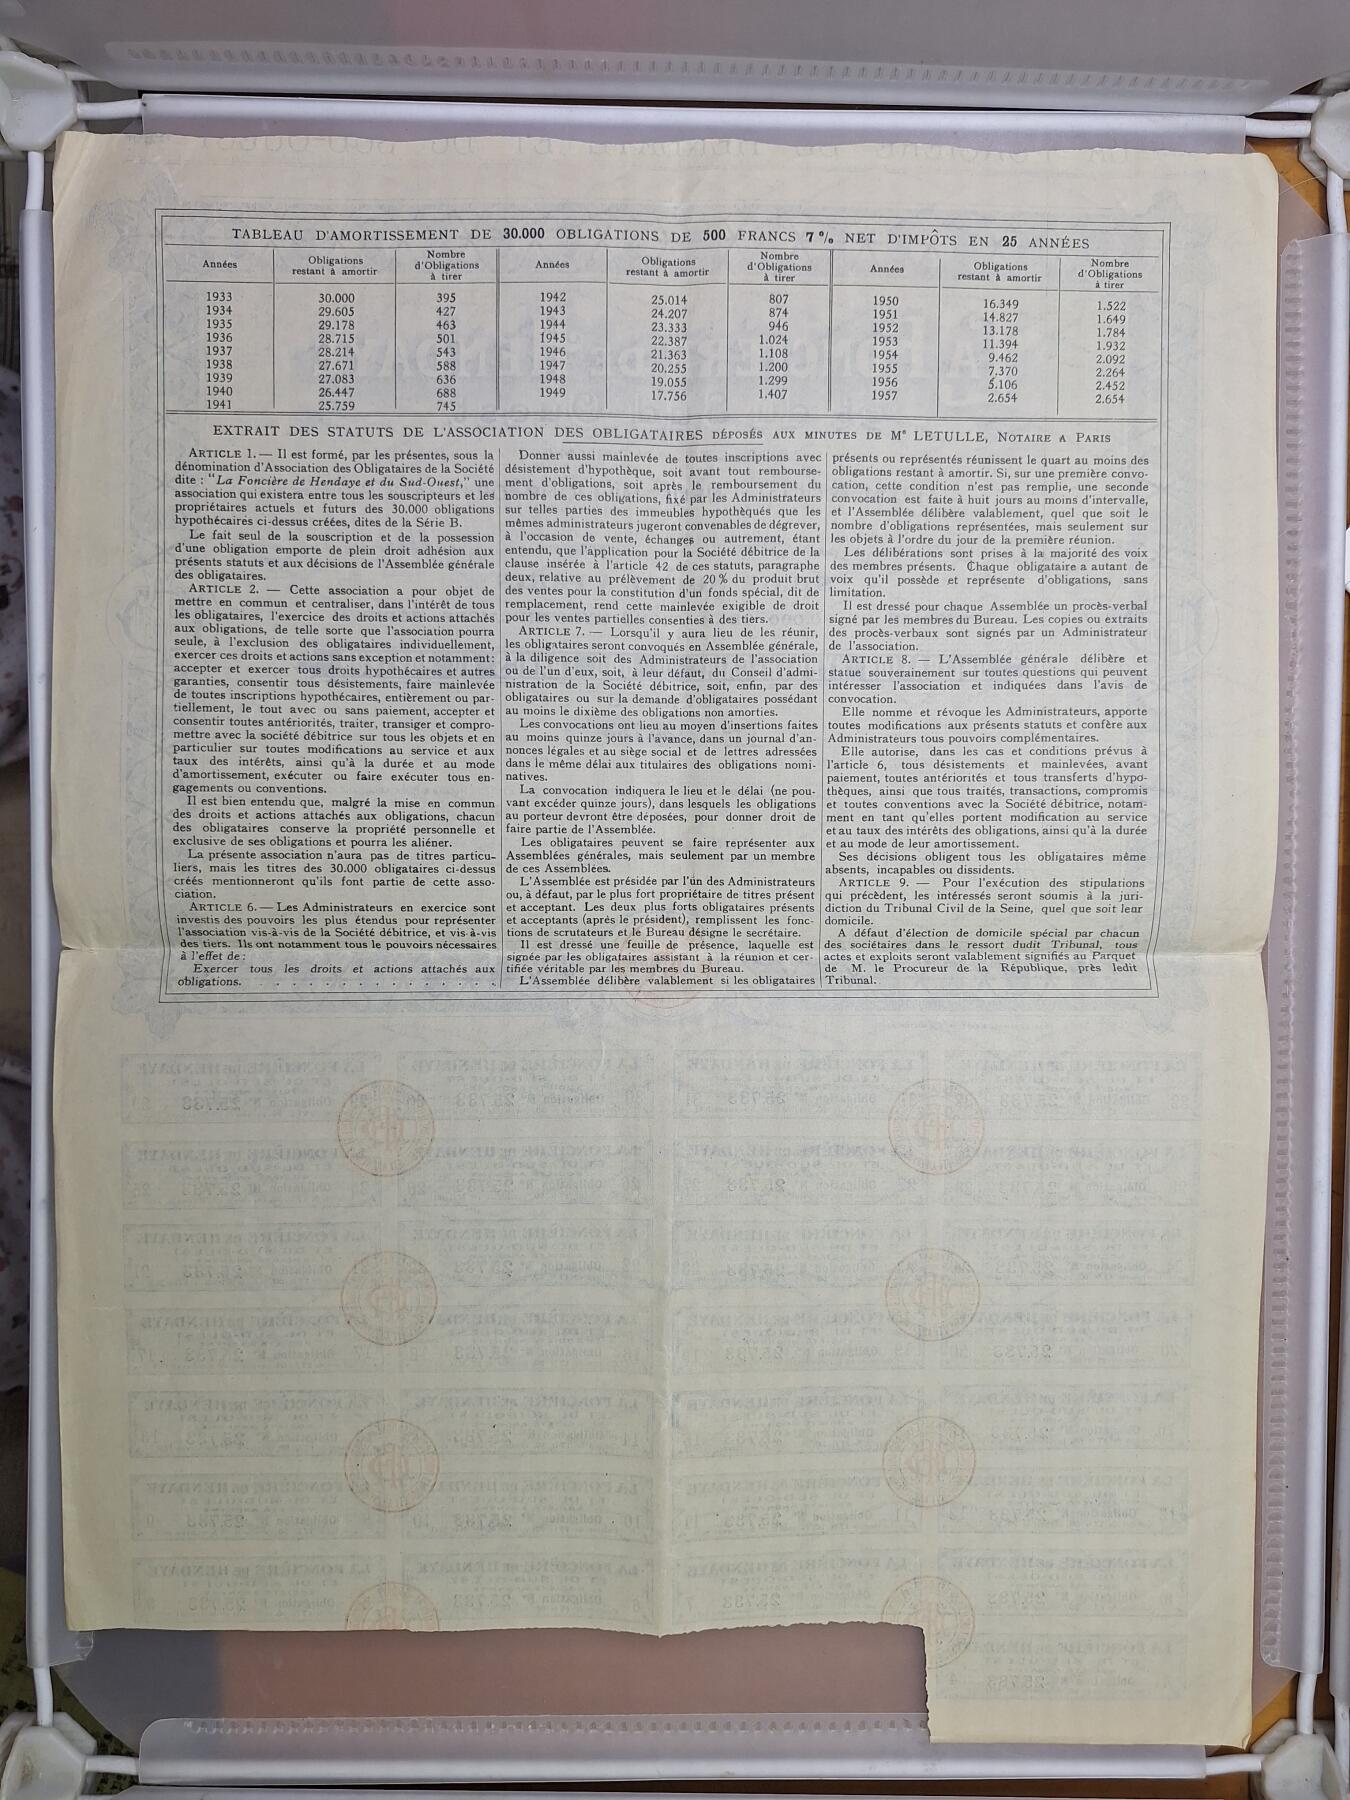 TABLEAU D'AMORTISSEMENT DE 30.000 OBLIGATIONS DE 500 FRANCS 7 % NET D'IMPÔTS EN 25 ANNÉES
Années Obligations restant à amortir Nombre d'Obligations à tirer Années Obligations restant à amortir Nombre d'Obligations à tirer Années Obligations restant à amortir Nombre d'Obligations à tirer
1933 30.000 395 1942 25.014 807 1950 16.349 1.522
1934 29.605 427 1943 24.207 874 1951 14.827 1.649
1935 29.178 463 1944 23.333 946 1952 13.178 1.784
1936 28.715 501 1945 22.387 1.024 1953 11.394 1.932
1937 28.214 543 1946 21.363 1.108 1954 9.462 2.092
1938 27.671 588 1947 20.255 1.200 1955 7.370 2.264
1939 27.083 636 1948 19.055 1.299 1956 5.106 2.452
1940 26.447 688 1949 17.756 1.407 1957 2.654 2.654
1941 25.759 745
EXTRAIT DES STATUTS DE L'ASSOCIATION DES OBLIGATAIRES DÉPOSÉS AUX MINUTES DE Me LETULLE, NOTAIRE A PARIS
ARTICLE 1. — Il est formé, par les présentes, sous la
dénomination d'Association des Obligataires de la Société
dite : "La Foncière de Hendaye et du Sud-Ouest," une
association qui existera entre tous les souscripteurs et les
propriétaires actuels et futurs des 30.000 obligations
hypothécaires ci-dessus créées, dites de la Série B.
Le fait seul de la souscription et de la possession
d'une obligation emporte de plein droit adhésion aux
présents statuts et aux décisions de l'Assemblée générale
des obligataires.
ARTICLE 2. — Cette association a pour objet de
mettre en commun et centraliser, dans l'intérêt de tous
les obligataires, l'exercice des droits et actions attachés
aux obligations, de telle sorte que l'association pourra
seule, à l'exclusion des obligataires individuellement,
exercer ces droits et actions sans exception et notamment :
accepter et exercer tous droits hypothécaires et autres
garanties, consentir tous désistements, faire mainlevée
de toutes inscriptions hypothécaires, entièrement ou par-
tiellement, le tout avec ou sans paiement, accepter et
consentir toutes antériorités, traiter, transiger et compro-
mettre avec la société débitrice sur tous les objets et en
particulier sur toutes modifications au service et aux
taux des intérêts, ainsi qu'à la durée et au mode
d'amortissement, exécuter ou faire exécuter tous en-
gagements ou conventions.
Il est bien entendu que, malgré la mise en commun
des droits et actions attachés aux obligations, chacun
des obligataires conserve la propriété personnelle et
exclusive de ses obligations et pourra les aliéner.
La présente association n'aura pas de titres particu-
liers, mais les titres des 30.000 obligataires ci-dessus
créés mentionneront qu'ils font partie de cette asso-
ciation.
ARTICLE 6. — Les Administrateurs en exercice sont
investis des pouvoirs les plus étendus pour représenter
l'association vis-à-vis de la Société débitrice, et vis-à-vis
des tiers. Ils ont notamment tous le pouvoirs nécessaires
à l'effet de :
Exercer tous les droits et actions attachés aux
obligations. . . . . . . . . . . . . . .
Donner aussi mainlevée de toutes inscriptions avec
désistement d'hypothèque, soit avant tout rembourse-
ment d'obligations, soit après le remboursement du
nombre de ces obligations, fixé par les Administrateurs
sur telles parties des immeubles hypothéqués que les
mêmes administrateurs jugeront convenables de dégrever,
à l'occasion de vente, échanges ou autrement, étant
entendu, que l'application pour la Société débitrice de la
clause insérée à l'article 42 de ces statuts, paragraphe
deux, relative au prélèvement de 20 % du produit brut
des ventes pour la constitution d'un fonds spécial, dit de
remplacement, rend cette mainlevée exigible de droit
pour les ventes partielles consenties à des tiers.
ARTICLE 7. — Lorsqu'il y aura lieu de les réunir,
les obligataires seront convoqués en Assemblée générale,
à la diligence soit des Administrateurs de l'association
ou de l'un d'eux, soit, à leur défaut, du Conseil d'admi-
nistration de la Société débitrice, soit, enfin, par des
obligataires ou sur la demande d'obligataires possédant
au moins le dixième des obligations non amorties.
Les convocations ont lieu au moyen d'insertions faites
au moins quinze jours à l'avance, dans un journal d'an-
nonces légales et au siège social et de lettres adressées
dans le même délai aux titulaires des obligations nomi-
natives.
La convocation indiquera le lieu et le délai (ne pou-
vant excéder quinze jours), dans lesquels les obligations
au porteur devront être déposées, pour donner droit de
faire partie de l'Assemblée.
Les obligataires peuvent se faire représenter aux
Assemblées générales, mais seulement par un membre
de ces Assemblées.
L'Assemblée est présidée par l'un des Administrateurs
ou, à défaut, par le plus fort propriétaire de titres présent
et acceptant. Les deux plus forts obligataires présents
et acceptants (après le président), remplissent les fonc-
tions de scrutateurs et le Bureau désigne le secrétaire.
Il est dressé une feuille de présence, laquelle est
signée par les obligataires assistant à la réunion et cer-
tifiée véritable par les membres du Bureau.
L'Assemblée délibère valablement si les obligataires
présents ou représentés réunissent le quart au moins des
obligations restant à amortir. Si, sur une première convo-
cation, cette condition n'est pas remplie, une seconde
convocation est faite à huit jours au moins d'intervalle,
et l'Assemblée délibère valablement, quel que soit le
nombre d'obligations représentées, mais seulement sur
les objets à l'ordre du jour de la première réunion.
Les délibérations sont prises à la majorité des voix
des membres présents. Chaque obligataire a autant de
voix qu'il possède et représente d'obligations, sans
limitation.
Il est dressé pour chaque Assemblée un procès-verbal
signé par les membres du Bureau. Les copies ou extraits
des procès-verbaux sont signés par un Administrateur
de l'association.
ARTICLE 8. — L'Assemblée générale délibère et
statue souverainement sur toutes questions qui peuvent
intéresser l'association et indiquées dans l'avis de
convocation.
Elle nomme et révoque les Administrateurs, apporte
toutes modifications aux présents statuts et confère aux
Administrateurs tous pouvoirs complémentaires.
Elle autorise, dans les cas et conditions prévus à
l'article 6, tous désistements et mainlevées, avant
paiement, toutes antériorités et tous transferts d'hypo-
thèques, ainsi que tous traités, transactions, compromis
et toutes conventions avec la Société débitrice, notam-
ment en tant qu'elles portent modification au service
et au taux des intérêts des obligations, ainsi qu'à la durée
et au mode de leur amortissement.
Ses décisions obligent tous les obligataires même
absents, incapables ou dissidents.
ARTICLE 9. — Pour l'exécution des stipulations
qui précèdent, les intéressés seront soumis à la juri-
diction du Tribunal Civil de la Seine, quel que soit leur
domicile.
A défaut d'élection de domicile spécial par chacun
des sociétaires dans le ressort dudit Tribunal, tous
actes et exploits seront valablement signifiés au Parquet
de M. le Procureur de la République, près ledit
Tribunal.